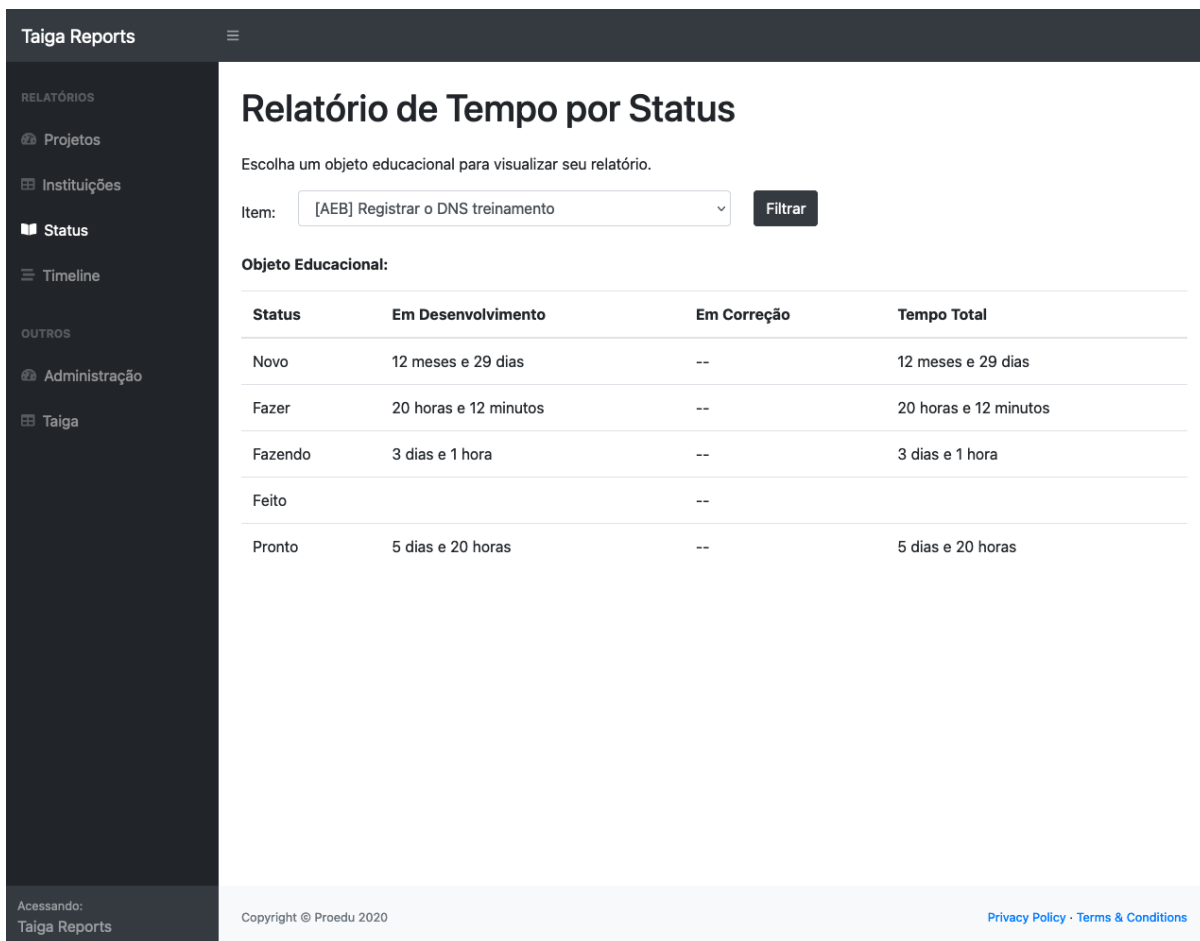 Taiga Reports
RELATÓRIOS
Projetos
Instituições
Status
Timeline
OUTROS
Administração
Taiga
Acessando:
Taiga Reports
Relatório de Tempo por Status
Escolha um objeto educacional para visualizar seu relatório.
Item: [AEB] Registrar o DNS treinamento Filtrar
Objeto Educacional:
Status Em Desenvolvimento Em Correção Tempo Total
Novo 12 meses e 29 dias -- 12 meses e 29 dias
Fazer 20 horas e 12 minutos -- 20 horas e 12 minutos
Fazendo 3 dias e 1 hora -- 3 dias e 1 hora
Feito --
Pronto 5 dias e 20 horas -- 5 dias e 20 horas
Copyright © Proedu 2020 Privacy Policy · Terms & Conditions